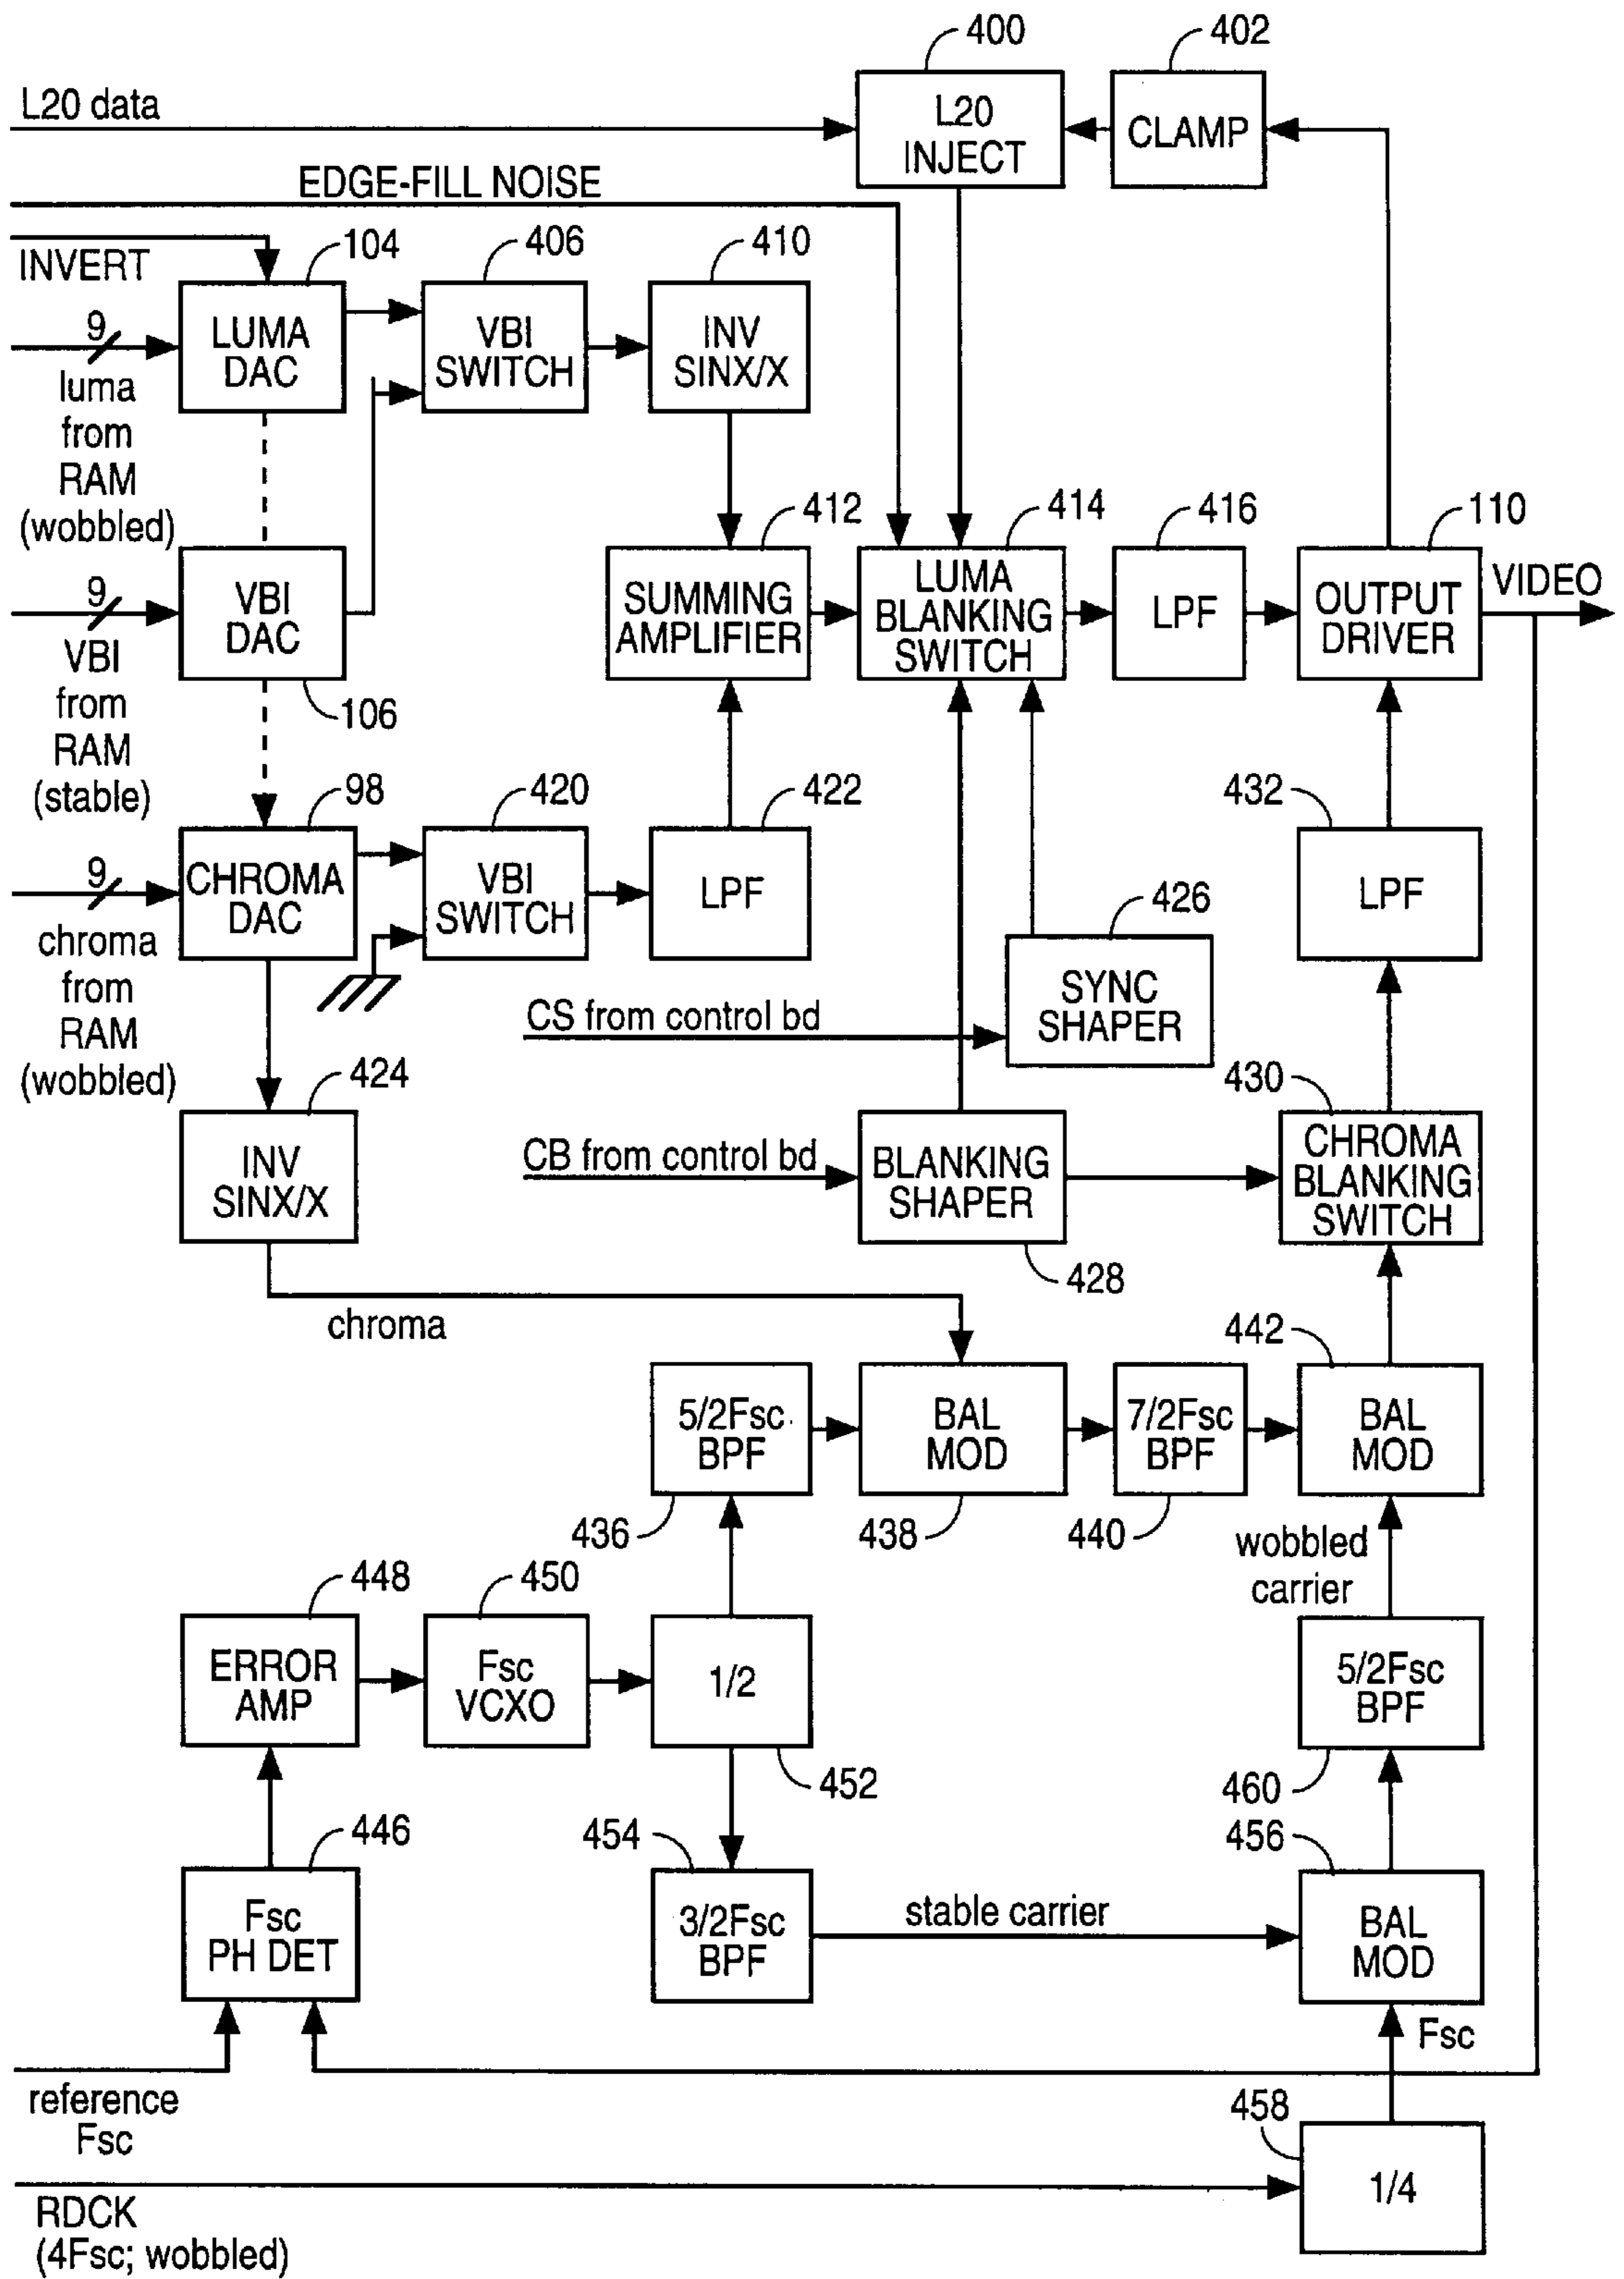 400
402
L20 data
L20
INJECT
CLAMP
EDGE-FILL NOISE
INVERT
104
406
410
9
LUMA
DAC
VBI
SWITCH
INV
SINX/X
luma
from
RAM
(wobbled)
412
414
416
110
9
VBI
DAC
SUMMING
AMPLIFIER
LUMA
BLANKING
SWITCH
LPF
OUTPUT
DRIVER
VIDEO
VBI
from
RAM
(stable)
106
98
420
422
432
9
CHROMA
DAC
VBI
SWITCH
LPF
LPF
426
chroma
from
RAM
(wobbled)
CS from control bd
SYNC
SHAPER
424
430
INV
SINX/X
CB from control bd
BLANKING
SHAPER
CHROMA
BLANKING
SWITCH
428
chroma
442
5/2Fsc
BPF
BAL
MOD
7/2Fsc
BPF
BAL
MOD
436
438
440
wobbled
carrier
448
450
ERROR
AMP
Fsc
VCXO
1/2
5/2Fsc
BPF
452
460
446
454
456
Fsc
PH DET
3/2Fsc
BPF
stable carrier
BAL
MOD
Fsc
reference
Fsc
458
1/4
RDCK
(4Fsc; wobbled)